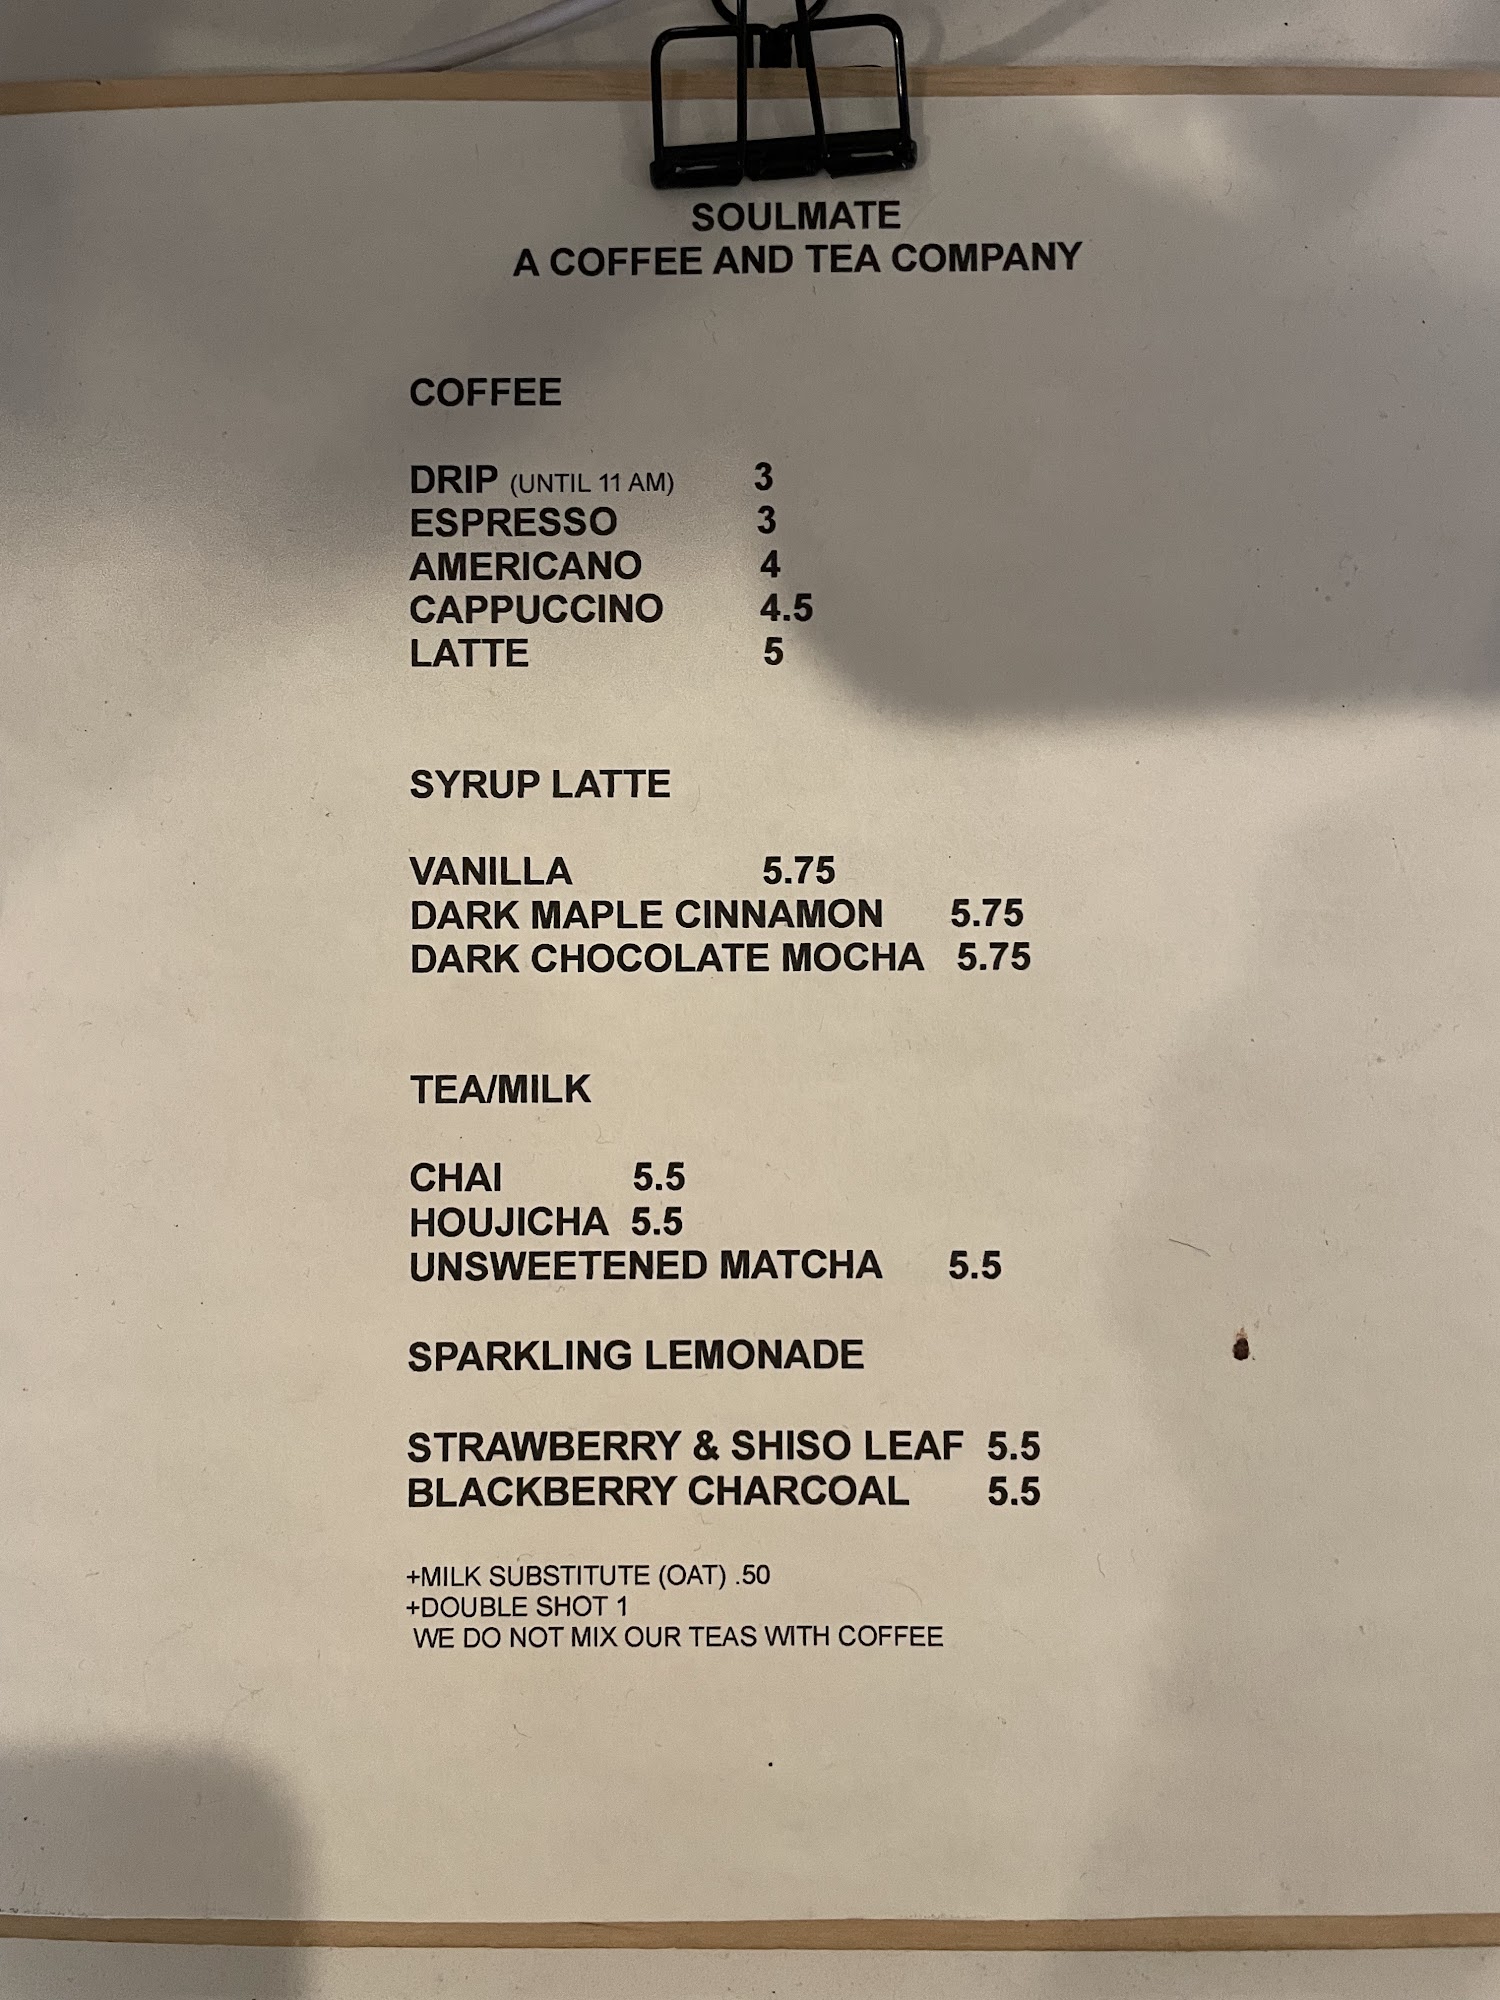 SOULMATE
A COFFEE AND TEA COMPANY
COFFEE
DRIP (UNTIL 11 AM) 3
ESPRESSO 3
AMERICANO 4
CAPPUCCINO 4.5
LATTE 5
SYRUP LATTE
VANILLA 5.75
DARK MAPLE CINNAMON 5.75
DARK CHOCOLATE MOCHA 5.75
TEA/MILK
CHAI 5.5
HOUJICHA 5.5
UNSWEETENED MATCHA 5.5
SPARKLING LEMONADE
STRAWBERRY & SHISO LEAF 5.5
BLACKBERRY CHARCOAL 5.5
+MILK SUBSTITUTE (OAT) .50
+DOUBLE SHOT 1
WE DO NOT MIX OUR TEAS WITH COFFEE